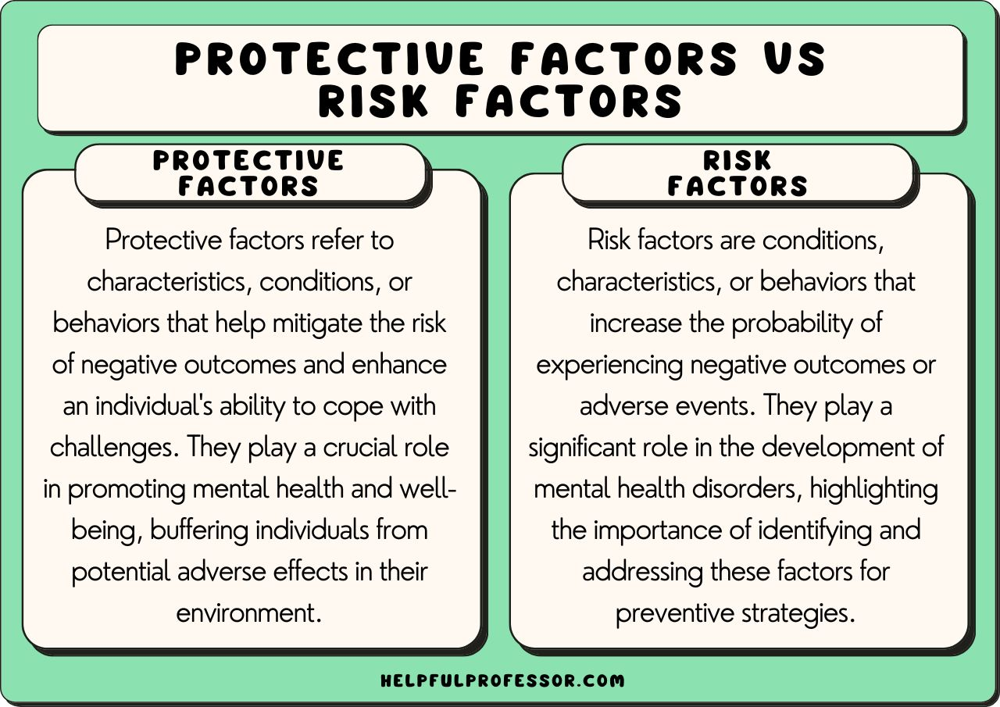 PROTECTIVE FACTORS VS
RISK FACTORS
PROTECTIVE
FACTORS
Protective factors refer to
characteristics, conditions, or
behaviors that help mitigate the risk
of negative outcomes and enhance
an individual's ability to cope with
challenges. They play a crucial role
in promoting mental health and well-
being, buffering individuals from
potential adverse effects in their
environment.
RISK
FACTORS
Risk factors are conditions,
characteristics, or behaviors that
increase the probability of
experiencing negative outcomes or
adverse events. They play a
significant role in the development of
mental health disorders, highlighting
the importance of identifying and
addressing these factors for
preventive strategies.
HELPFULPROFESSOR.COM